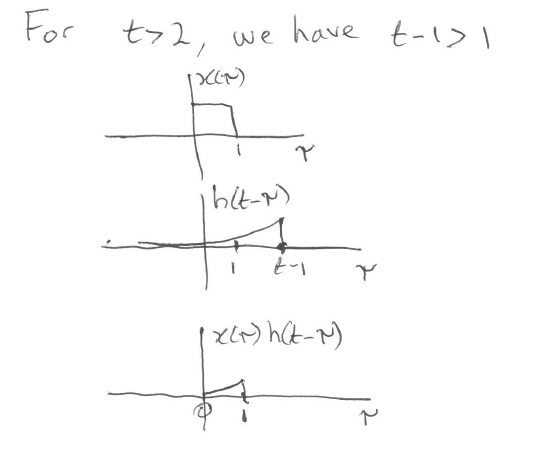 For t>2, we have t-1>1
x(τ)
1
τ
h(t-τ)
1 t-1 τ
x(τ)h(t-τ)
0 1 τ